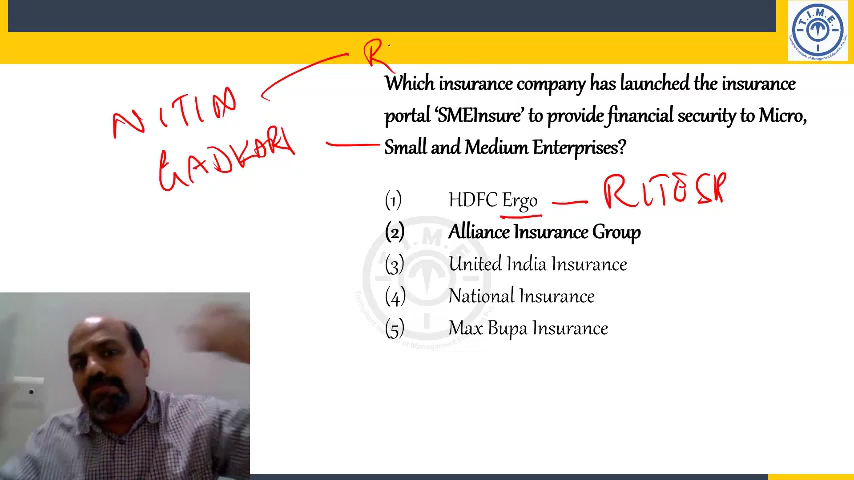 T.I.M.E.
R
Which insurance company has launched the insurance
portal ‘SMEInsure’ to provide financial security to Micro,
Small and Medium Enterprises?
NITIN
GADKARI
(1) HDFC Ergo — RITESH
(2) Alliance Insurance Group
(3) United India Insurance
(4) National Insurance
(5) Max Bupa Insurance